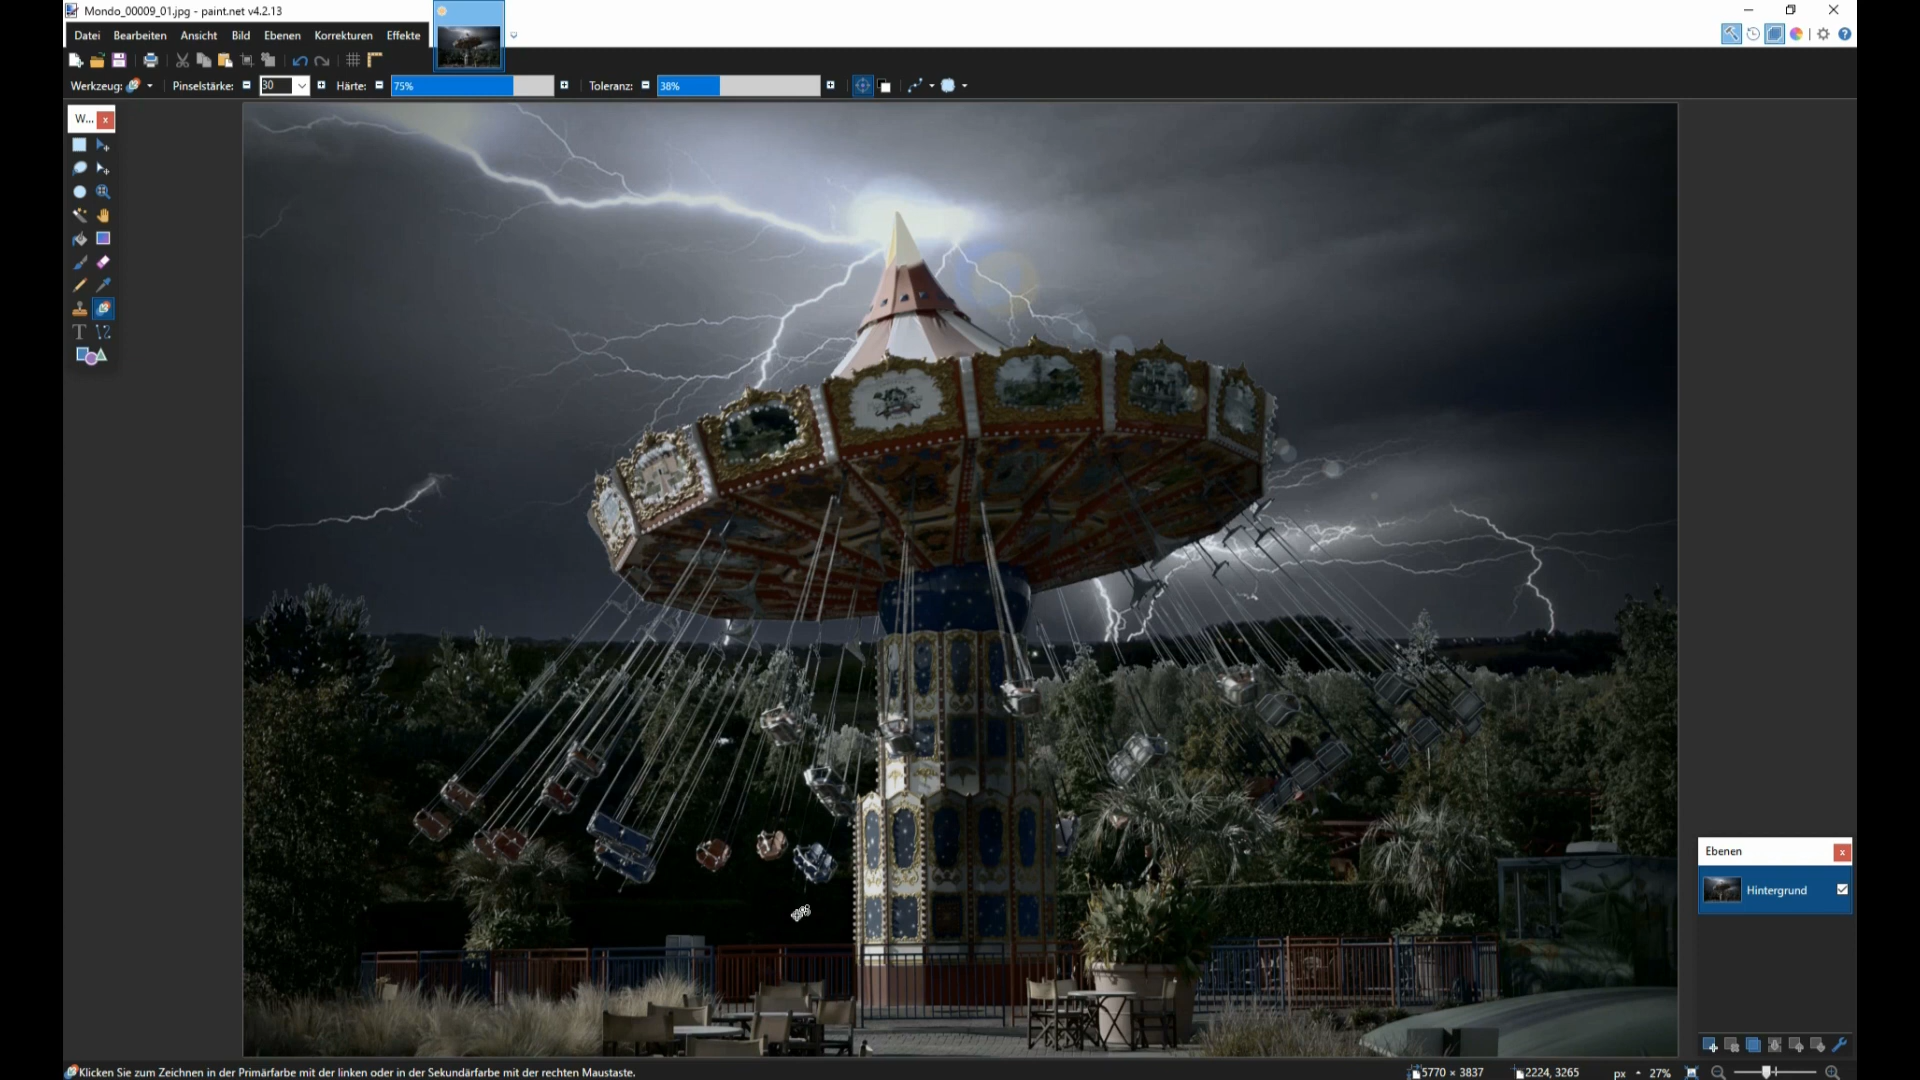 Mondo_00009_01.jpg - paint.net v4.2.13
Datei Bearbeiten Ansicht Bild Ebenen Korrekturen Effekte
Werkzeug: Pinselstärke: 30 Härte: 75% Toleranz: 38%
W...
T
Ebenen
Hintergrund
Klicken Sie zum Zeichnen in der Primärfarbe mit der linken oder in der Sekundärfarbe mit der rechten Maustaste.
5770 × 3837 2224, 3265 px 27%